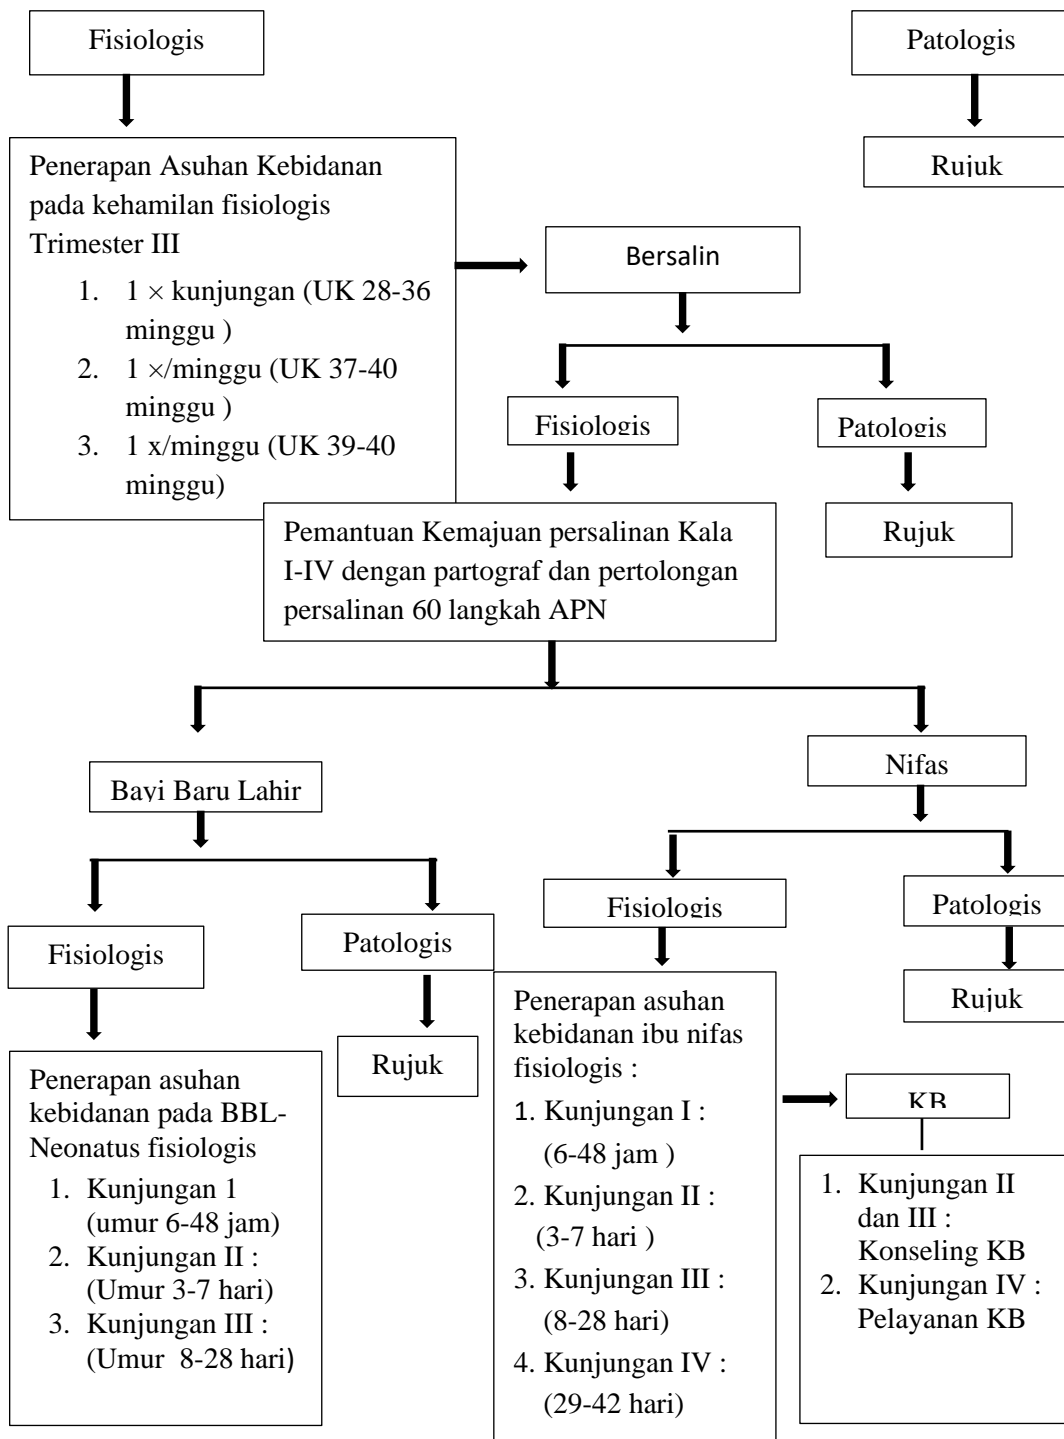 Fisiologis
Patologis
Penerapan Asuhan Kebidanan
pada kehamilan fisiologis
Trimester III
1. 1 × kunjungan (UK 28-36
minggu )
2. 1 ×/minggu (UK 37-40
minggu )
3. 1 x/minggu (UK 39-40
minggu)
Rujuk
Bersalin
Fisiologis
Patologis
Pemantuan Kemajuan persalinan Kala
I-IV dengan partograf dan pertolongan
persalinan 60 langkah APN
Rujuk
Bayi Baru Lahir
Nifas
Fisiologis
Patologis
Fisiologis
Patologis
Penerapan asuhan
kebidanan pada BBL-
Neonatus fisiologis
1. Kunjungan 1
(umur 6-48 jam)
2. Kunjungan II :
(Umur 3-7 hari)
3. Kunjungan III :
(Umur 8-28 hari)
Rujuk
Penerapan asuhan
kebidanan ibu nifas
fisiologis :
1. Kunjungan I :
(6-48 jam )
2. Kunjungan II :
(3-7 hari )
3. Kunjungan III :
(8-28 hari)
4. Kunjungan IV :
(29-42 hari)
Rujuk
KB
1. Kunjungan II
dan III :
Konseling KB
2. Kunjungan IV :
Pelayanan KB